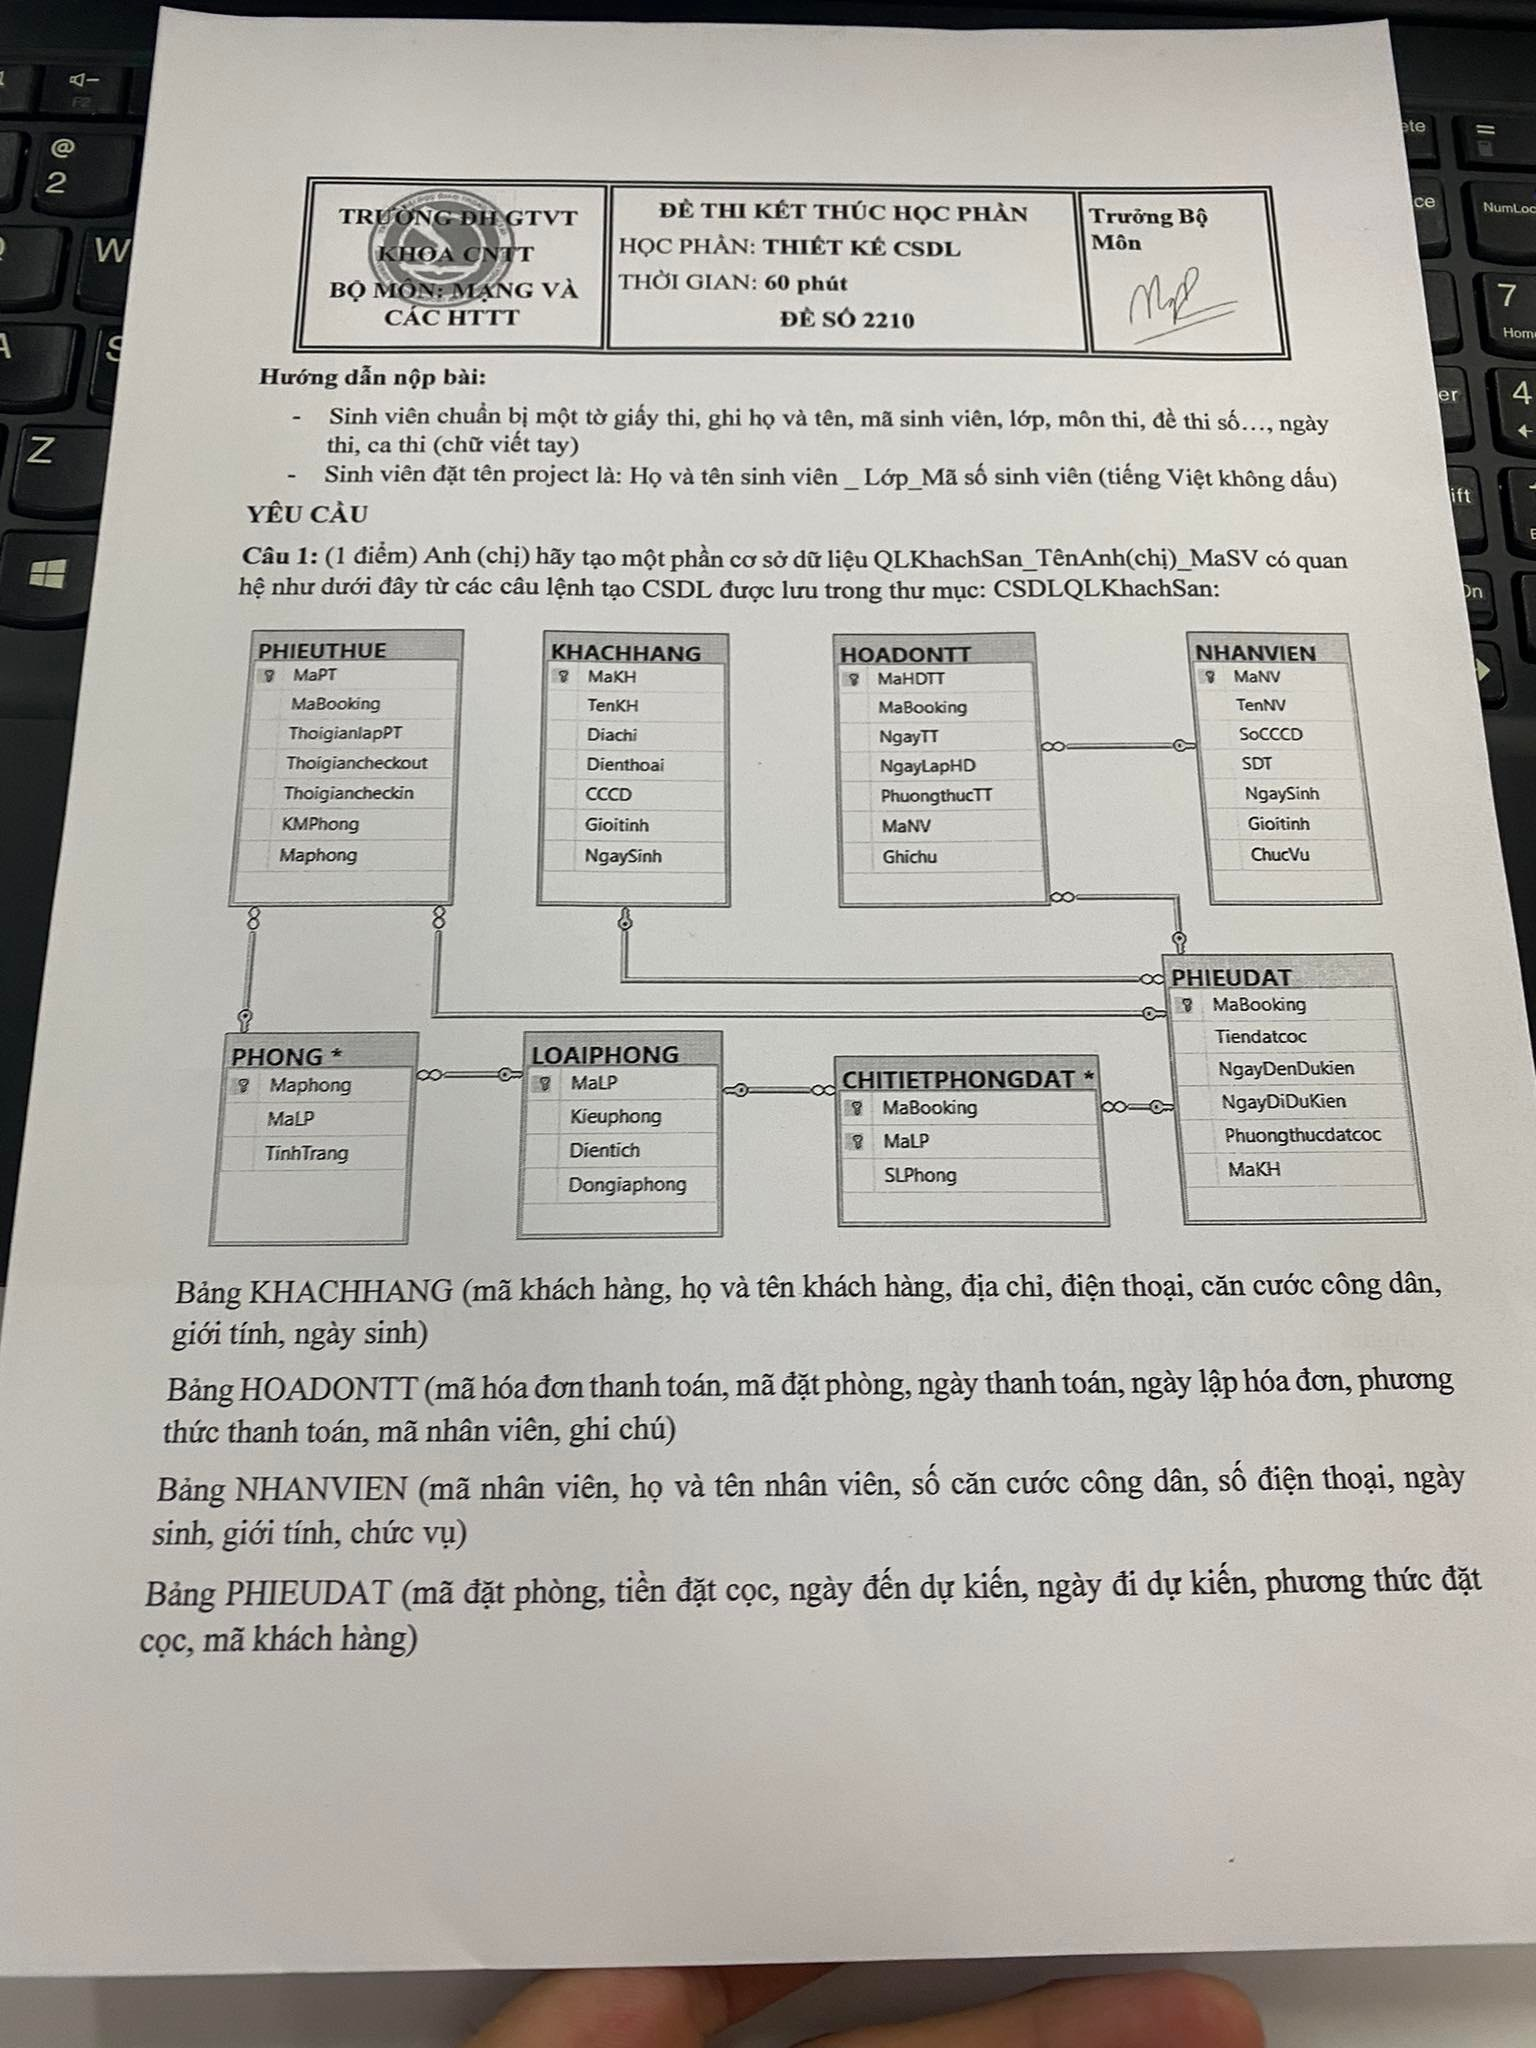 TRƯỜNG ĐH GTVT
KHOA CNTT
BỘ MÔN: MẠNG VÀ
CÁC HTTT
ĐỀ THI KẾT THÚC HỌC PHẦN
HỌC PHẦN: THIẾT KẾ CSDL
THỜI GIAN: 60 phút
ĐỀ SỐ 2210
Trưởng Bộ
Môn
Hướng dẫn nộp bài:
- Sinh viên chuẩn bị một tờ giấy thi, ghi họ và tên, mã sinh viên, lớp, môn thi, đề thi số…, ngày
thi, ca thi (chữ viết tay)
- Sinh viên đặt tên project là: Họ và tên sinh viên _ Lớp_Mã số sinh viên (tiếng Việt không dấu)
YÊU CẦU
Câu 1: (1 điểm) Anh (chị) hãy tạo một phần cơ sở dữ liệu QLKhachSan_TênAnh(chị)_MaSV có quan
hệ như dưới đây từ các câu lệnh tạo CSDL được lưu trong thư mục: CSDLQLKhachSan:
PHIEUTHUE
MaPT
MaBooking
ThoigianlapPT
Thoigiancheckout
Thoigiancheckin
KMPhong
Maphong
KHACHHANG
MaKH
TenKH
Diachi
Dienthoai
CCCD
Gioitinh
NgaySinh
HOADONTT
MaHDTT
MaBooking
NgayTT
NgayLapHD
PhuongthucTT
MaNV
Ghichu
NHANVIEN
MaNV
TenNV
SoCCCD
SDT
NgaySinh
Gioitinh
ChucVu
PHONG *
Maphong
MaLP
TinhTrang
LOAIPHONG
MaLP
Kieuphong
Dientich
Dongiaphong
CHITIETPHONGDAT *
MaBooking
MaLP
SLPhong
PHIEUDAT
MaBooking
Tiendatcoc
NgayDenDukien
NgayDiDuKien
Phuongthucdatcoc
MaKH
Bảng KHACHHANG (mã khách hàng, họ và tên khách hàng, địa chỉ, điện thoại, căn cước công dân,
giới tính, ngày sinh)
Bảng HOADONTT (mã hóa đơn thanh toán, mã đặt phòng, ngày thanh toán, ngày lập hóa đơn, phương
thức thanh toán, mã nhân viên, ghi chú)
Bảng NHANVIEN (mã nhân viên, họ và tên nhân viên, số căn cước công dân, số điện thoại, ngày
sinh, giới tính, chức vụ)
Bảng PHIEUDAT (mã đặt phòng, tiền đặt cọc, ngày đến dự kiến, ngày đi dự kiến, phương thức đặt
cọc, mã khách hàng)
F2
@
2
W
A
S
Z
NumLoc
7
Home
4